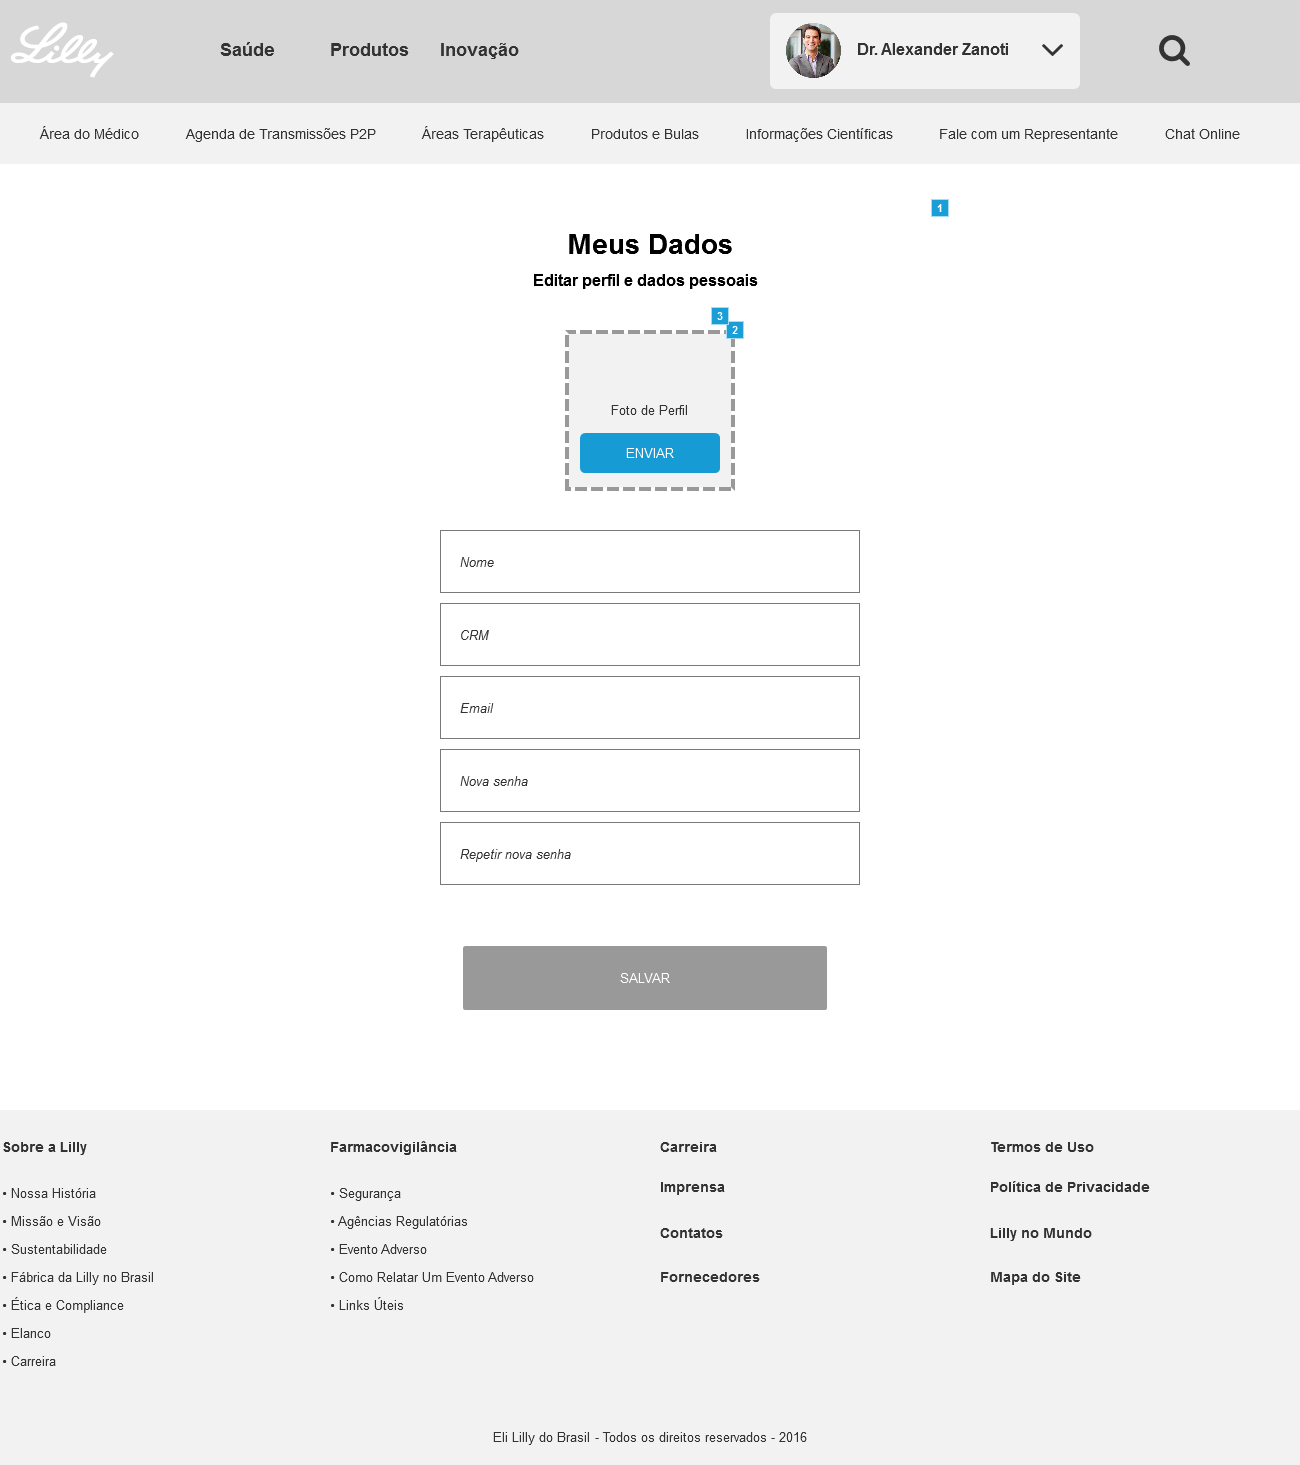 Lilly
Saúde
Produtos
Inovação
Dr. Alexander Zanoti
Área do Médico
Agenda de Transmissões P2P
Áreas Terapêuticas
Produtos e Bulas
Informações Científicas
Fale com um Representante
Chat Online
1
Meus Dados
Editar perfil e dados pessoais
3
2
Foto de Perfil
ENVIAR
Nome
CRM
Email
Nova senha
Repetir nova senha
SALVAR
Sobre a Lilly
• Nossa História
• Missão e Visão
• Sustentabilidade
• Fábrica da Lilly no Brasil
• Ética e Compliance
• Elanco
• Carreira
Farmacovigilância
• Segurança
• Agências Regulatórias
• Evento Adverso
• Como Relatar Um Evento Adverso
• Links Úteis
Carreira
Imprensa
Contatos
Fornecedores
Termos de Uso
Política de Privacidade
Lilly no Mundo
Mapa do Site
Eli Lilly do Brasil - Todos os direitos reservados - 2016